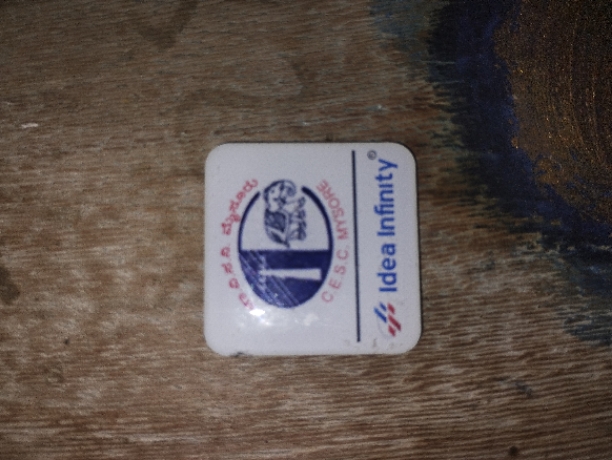 ಚಾ.ವಿ.ಸ.ನಿ. ಮೈಸೂರು
C.E.S.C. MYSORE
Idea Infinity®